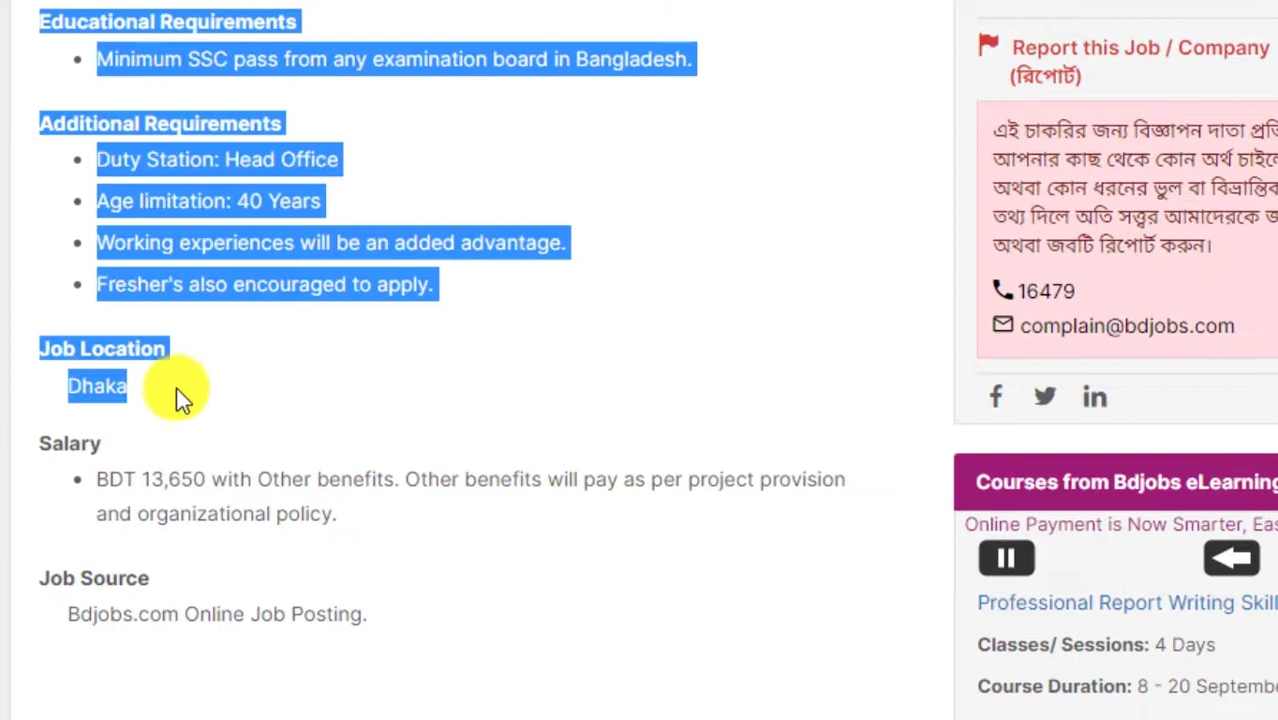 Educational Requirements
Minimum SSC pass from any examination board in Bangladesh.
Additional Requirements
Duty Station: Head Office
Age limitation: 40 Years
Working experiences will be an added advantage.
Fresher's also encouraged to apply.
Job Location
Dhaka
Salary
BDT 13,650 with Other benefits. Other benefits will pay as per project provision
and organizational policy.
Job Source
Bdjobs.com Online Job Posting.
Report this Job / Company
(রিপোর্ট)
এই চাকরির জন্য বিজ্ঞাপন দাতা প্রতি
আপনার কাছ থেকে কোন অর্থ চাইলে
অথবা কোন ধরনের ভুল বা বিভ্রান্তিক
তথ্য দিলে অতি সত্ত্বর আমাদেরকে জ
অথবা জবটি রিপোর্ট করুন।
16479
complain@bdjobs.com
Courses from Bdjobs eLearning
Online Payment is Now Smarter, Eas
Professional Report Writing Skill
Classes/ Sessions: 4 Days
Course Duration: 8 - 20 Septembe